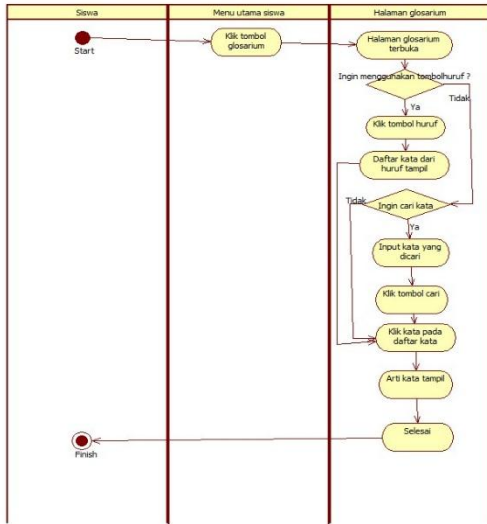 Siswa
Menu utama siswa
Halaman glosarium
Start
Klik tombol
glosarium
Halaman glosarium
terbuka
Ingin menggunakan tombolhuruf ?
Tidak
Ya
Klik tombol huruf
Daftar kata dari
huruf tampil
Tidak
Ingin cari kata
Ya
Input kata yang
dicari
Klik tombol cari
Klik kata pada
daftar kata
Arti kata tampil
Selesai
Finish